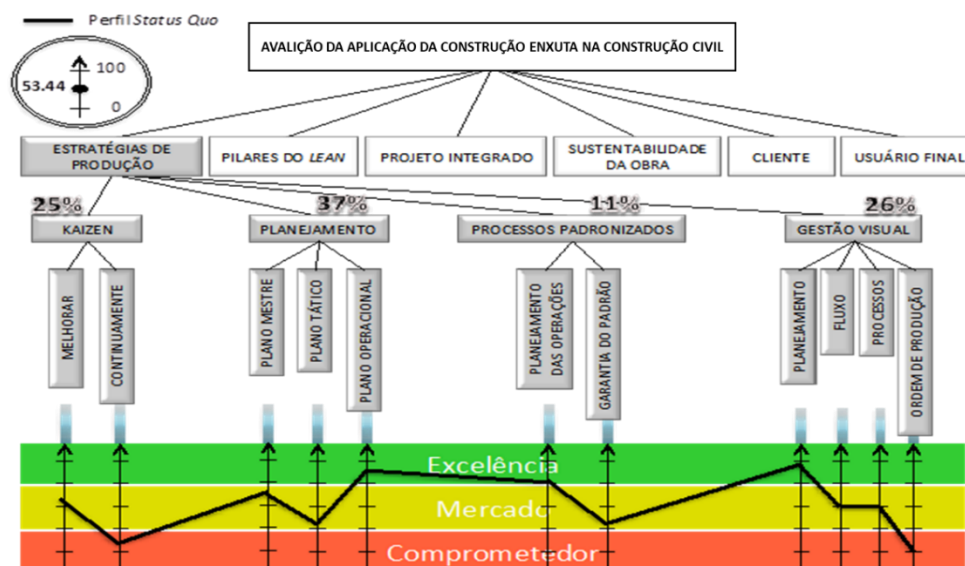 Perfil Status Quo
AVALIÇÃO DA APLICAÇÃO DA CONSTRUÇÃO ENXUTA NA CONSTRUÇÃO CIVIL
100
53.44
0
ESTRATÉGIAS DE
PRODUÇÃO
PILARES DO LEAN
PROJETO INTEGRADO
SUSTENTABILIDADE
DA OBRA
CLIENTE
USUÁRIO FINAL
25%
37%
11%
26%
KAIZEN
PLANEJAMENTO
PROCESSOS PADRONIZADOS
GESTÃO VISUAL
MELHORAR
CONTINUAMENTE
PLANO MESTRE
PLANO TÁTICO
PLANO OPERACIONAL
PLANEJAMENTO
DAS OPERAÇÕES
GARANTIA DO PADRÃO
PLANEJAMENTO
FLUXO
PROCESSOS
ORDEM DE PRODUÇÃO
Excelência
Mercado
Comprometedor